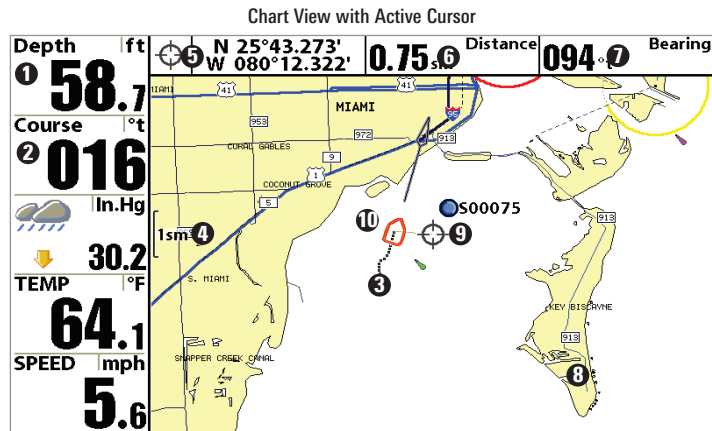 Chart View with Active Cursor
Depth ft
1 58.7
Course °t
2 016
In.Hg
30.2
TEMP °F
64.1
SPEED mph
5.6
5 N 25°43.273'
W 080°12.322'
Distance
0.75 6
Bearing
094 °t 7
IAMI
41
41
MIAMI
95
953
972
913
CORAL GABLES
9
1
COCONUT GROVE
5
S00075
10
9
1sm 4
3
913
S. MIAMI
KEY BISCAYNE
913
SNAPPER CREEK CANAL
8